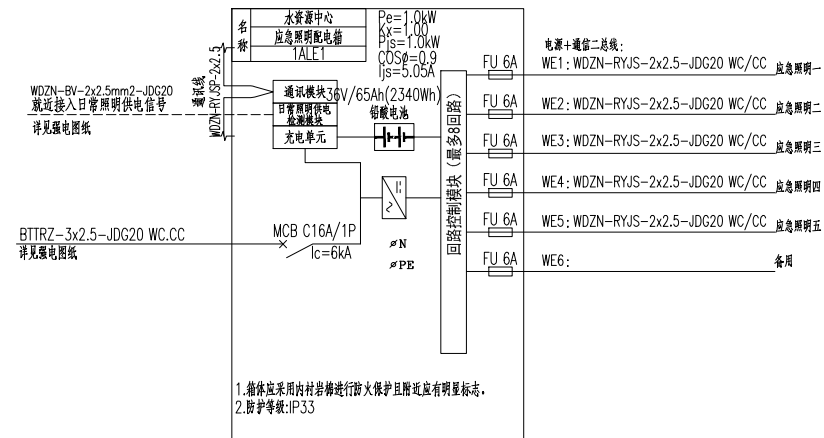 名称
水资源中心
应急照明配电箱
1ALE1
Pe=1.0kW
Kx=1.00
Pjs=1.0kW
COSø=0.9
Ijs=5.05A
通讯线
WDZN-RYJSP-2x2.5
WDZN-BV-2x2.5mm2-JDG20
就近接入日常照明供电信号
详见强电图纸
通讯模块
日常照明供电
检测模块
充电单元
36V/65Ah(2340Wh)
铅酸电池
BTTRZ-3x2.5-JDG20 WC.CC
详见强电图纸
MCB C16A/1P
Ic=6kA
øN
øPE
回路控制模块（最多8回路）
电源+通信二总线：
FU 6A WE1: WDZN-RYJS-2x2.5-JDG20 WC/CC 应急照明一
FU 6A WE2: WDZN-RYJS-2x2.5-JDG20 WC/CC 应急照明二
FU 6A WE3: WDZN-RYJS-2x2.5-JDG20 WC/CC 应急照明三
FU 6A WE4: WDZN-RYJS-2x2.5-JDG20 WC/CC 应急照明四
FU 6A WE5: WDZN-RYJS-2x2.5-JDG20 WC/CC 应急照明五
FU 6A WE6: 备用
1.箱体应采用内衬岩棉进行防火保护且附近应有明显标志.
2.防护等级:IP33